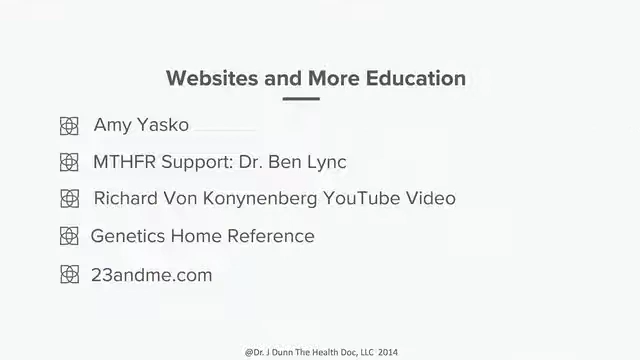 Websites and More Education
Amy Yasko
MTHFR Support: Dr. Ben Lync
Richard Von Konynenberg YouTube Video
Genetics Home Reference
23andme.com
@Dr. J Dunn The Health Doc, LLC 2014